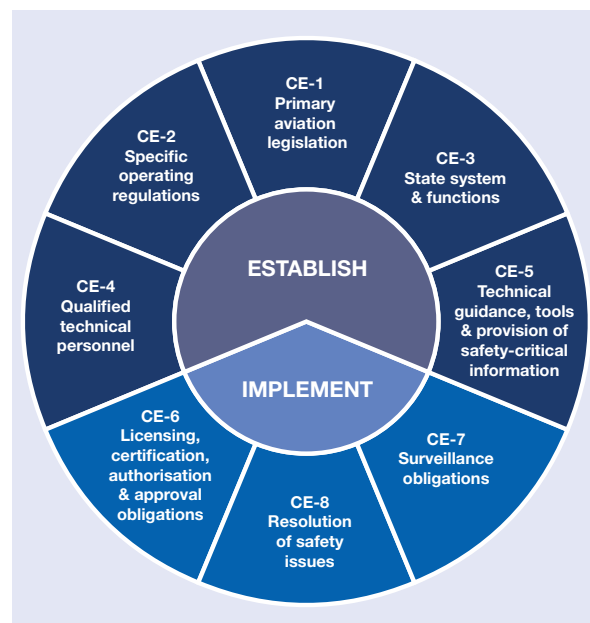 CE-1
Primary
aviation
legislation
CE-2
Specific
operating
regulations
CE-3
State system
& functions
ESTABLISH
CE-4
Qualified
technical
personnel
CE-5
Technical
guidance, tools
& provision of
safety-critical
information
IMPLEMENT
CE-6
Licensing,
certification,
authorisation
& approval
obligations
CE-7
Surveillance
obligations
CE-8
Resolution
of safety
issues